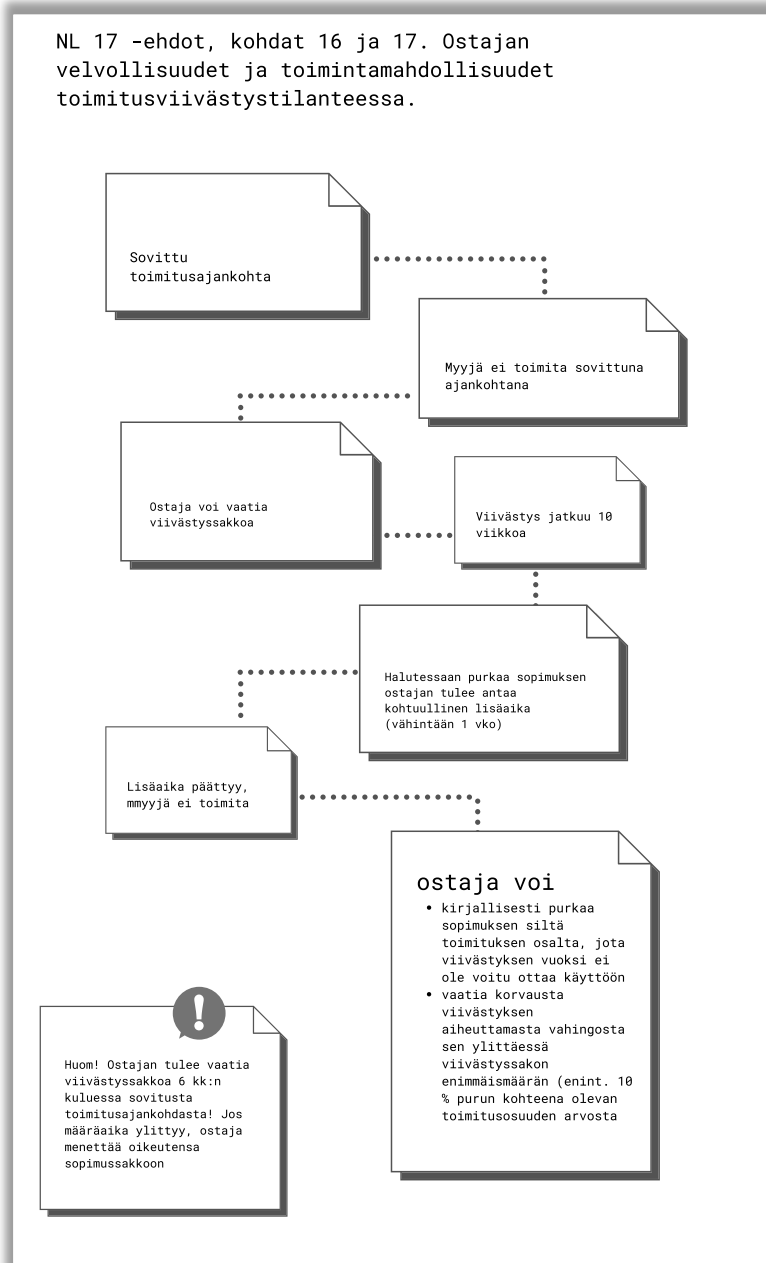 NL 17 -ehdot, kohdat 16 ja 17. Ostajan
velvollisuudet ja toimintamahdollisuudet
toimitusviivästystilanteessa.
Sovittu
toimitusajankohta
Myyjä ei toimita sovittuna
ajankohtana
Ostaja voi vaatia
viivästyssakkoa
Viivästys jatkuu 10
viikkoa
Halutessaan purkaa sopimuksen
ostajan tulee antaa
kohtuullinen lisäaika
(vähintään 1 vko)
Lisäaika päättyy,
mmyyjä ei toimita
ostaja voi
• kirjallisesti purkaa
sopimuksen siltä
toimituksen osalta, jota
viivästyksen vuoksi ei
ole voitu ottaa käyttöön
• vaatia korvausta
viivästyksen
aiheuttamasta vahingosta
sen ylittäessä
viivästyssakon
enimmäismäärän (enint. 10
% purun kohteena olevan
toimitusosuuden arvosta
Huom! Ostajan tulee vaatia
viivästyssakkoa 6 kk:n
kuluessa sovitusta
toimitusajankohdasta! Jos
määräaika ylittyy, ostaja
menettää oikeutensa
sopimussakkoon